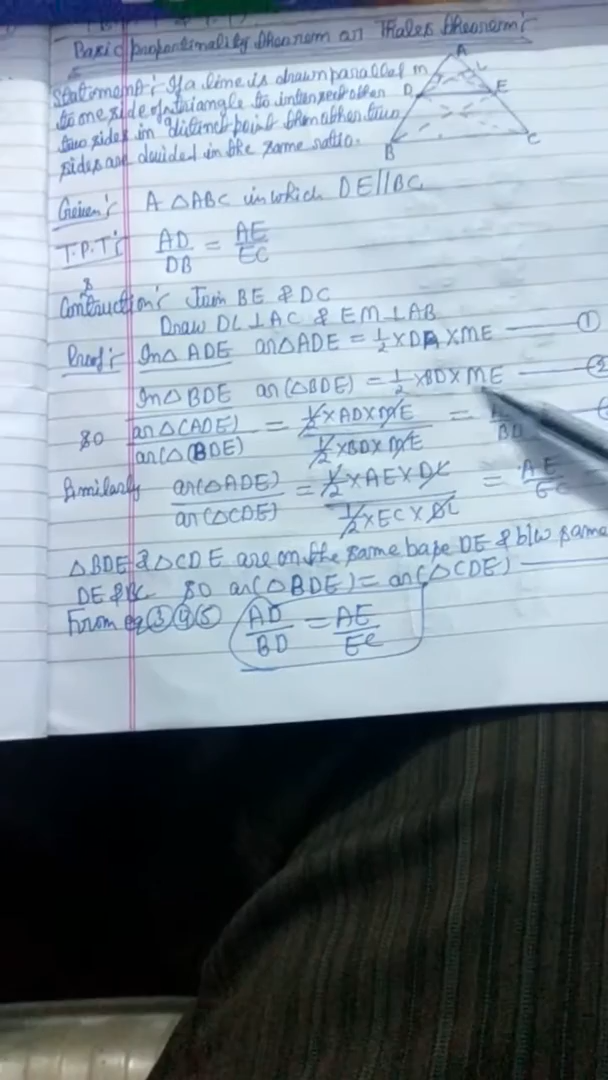 Basic proportionality theorem or Thales theorem :
Statement : If a line is drawn parallel
to one side of a triangle to intersect other
two sides in distinct point then other two
sides are divided in the same ratio.
A
m L
D E
B C
Given : A △ABC in which DE||BC
T.P.T : AD/DB = AE/EC
Contruction : Join BE & DC
Draw DL⊥AC & EM⊥AB
Proof : In△ ADE ar△ADE = 1/2 × DA × ME — ①
In△ BDE ar(△BDE) = 1/2 × BD × ME — ②
so ar△(ADE)/ar△(BDE) = 1/2 × AD × ME / 1/2 × BD × ME = BD
Similarly ar(△ADE)/ar(△CDE) = 1/2 × AE × DL / 1/2 × EC × DL = AE/EC
△BDE & △CDE are on the same base DE & b/w same
DE & BC so ar(△BDE) = ar(△CDE) —
From eq ③ ④ ⑤ AD/BD = AE/EC